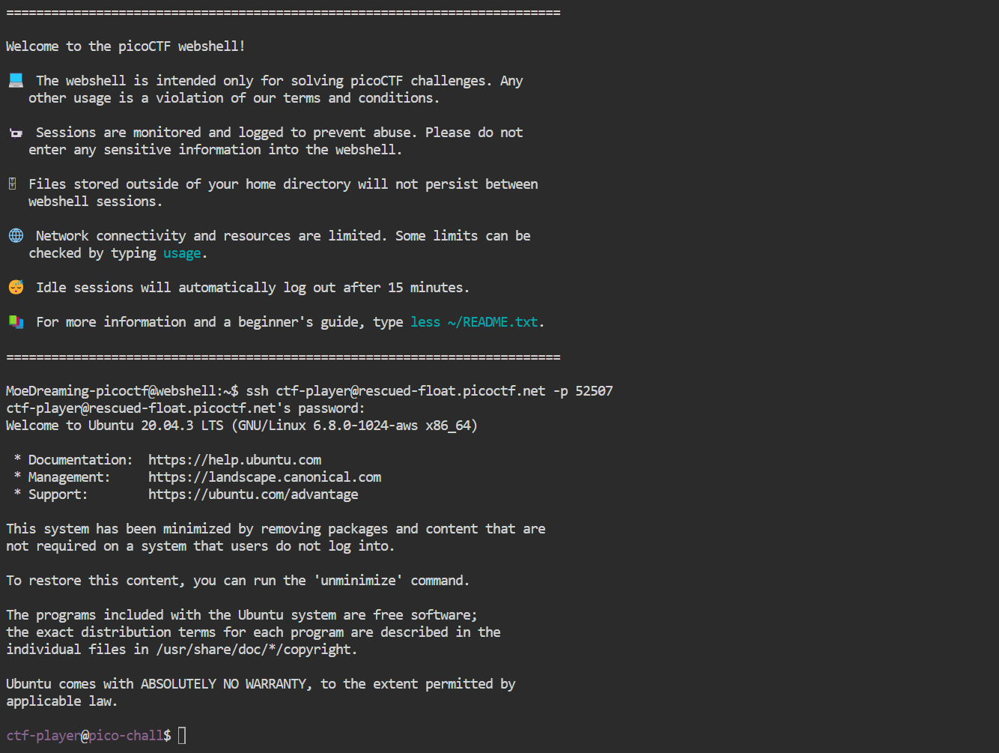 ==========================================================================
Welcome to the picoCTF webshell!
💻 The webshell is intended only for solving picoCTF challenges. Any
other usage is a violation of our terms and conditions.
Sessions are monitored and logged to prevent abuse. Please do not
enter any sensitive information into the webshell.
Files stored outside of your home directory will not persist between
webshell sessions.
🌐 Network connectivity and resources are limited. Some limits can be
checked by typing usage.
😴 Idle sessions will automatically log out after 15 minutes.
For more information and a beginner's guide, type less ~/README.txt.
==========================================================================
MoeDreaming-picoctf@webshell:~$ ssh ctf-player@rescued-float.picoctf.net -p 52507
ctf-player@rescued-float.picoctf.net's password:
Welcome to Ubuntu 20.04.3 LTS (GNU/Linux 6.8.0-1024-aws x86_64)
* Documentation:  https://help.ubuntu.com
* Management:     https://landscape.canonical.com
* Support:        https://ubuntu.com/advantage
This system has been minimized by removing packages and content that are
not required on a system that users do not log into.
To restore this content, you can run the 'unminimize' command.
The programs included with the Ubuntu system are free software;
the exact distribution terms for each program are described in the
individual files in /usr/share/doc/*/copyright.
Ubuntu comes with ABSOLUTELY NO WARRANTY, to the extent permitted by
applicable law.
ctf-player@pico-chall$